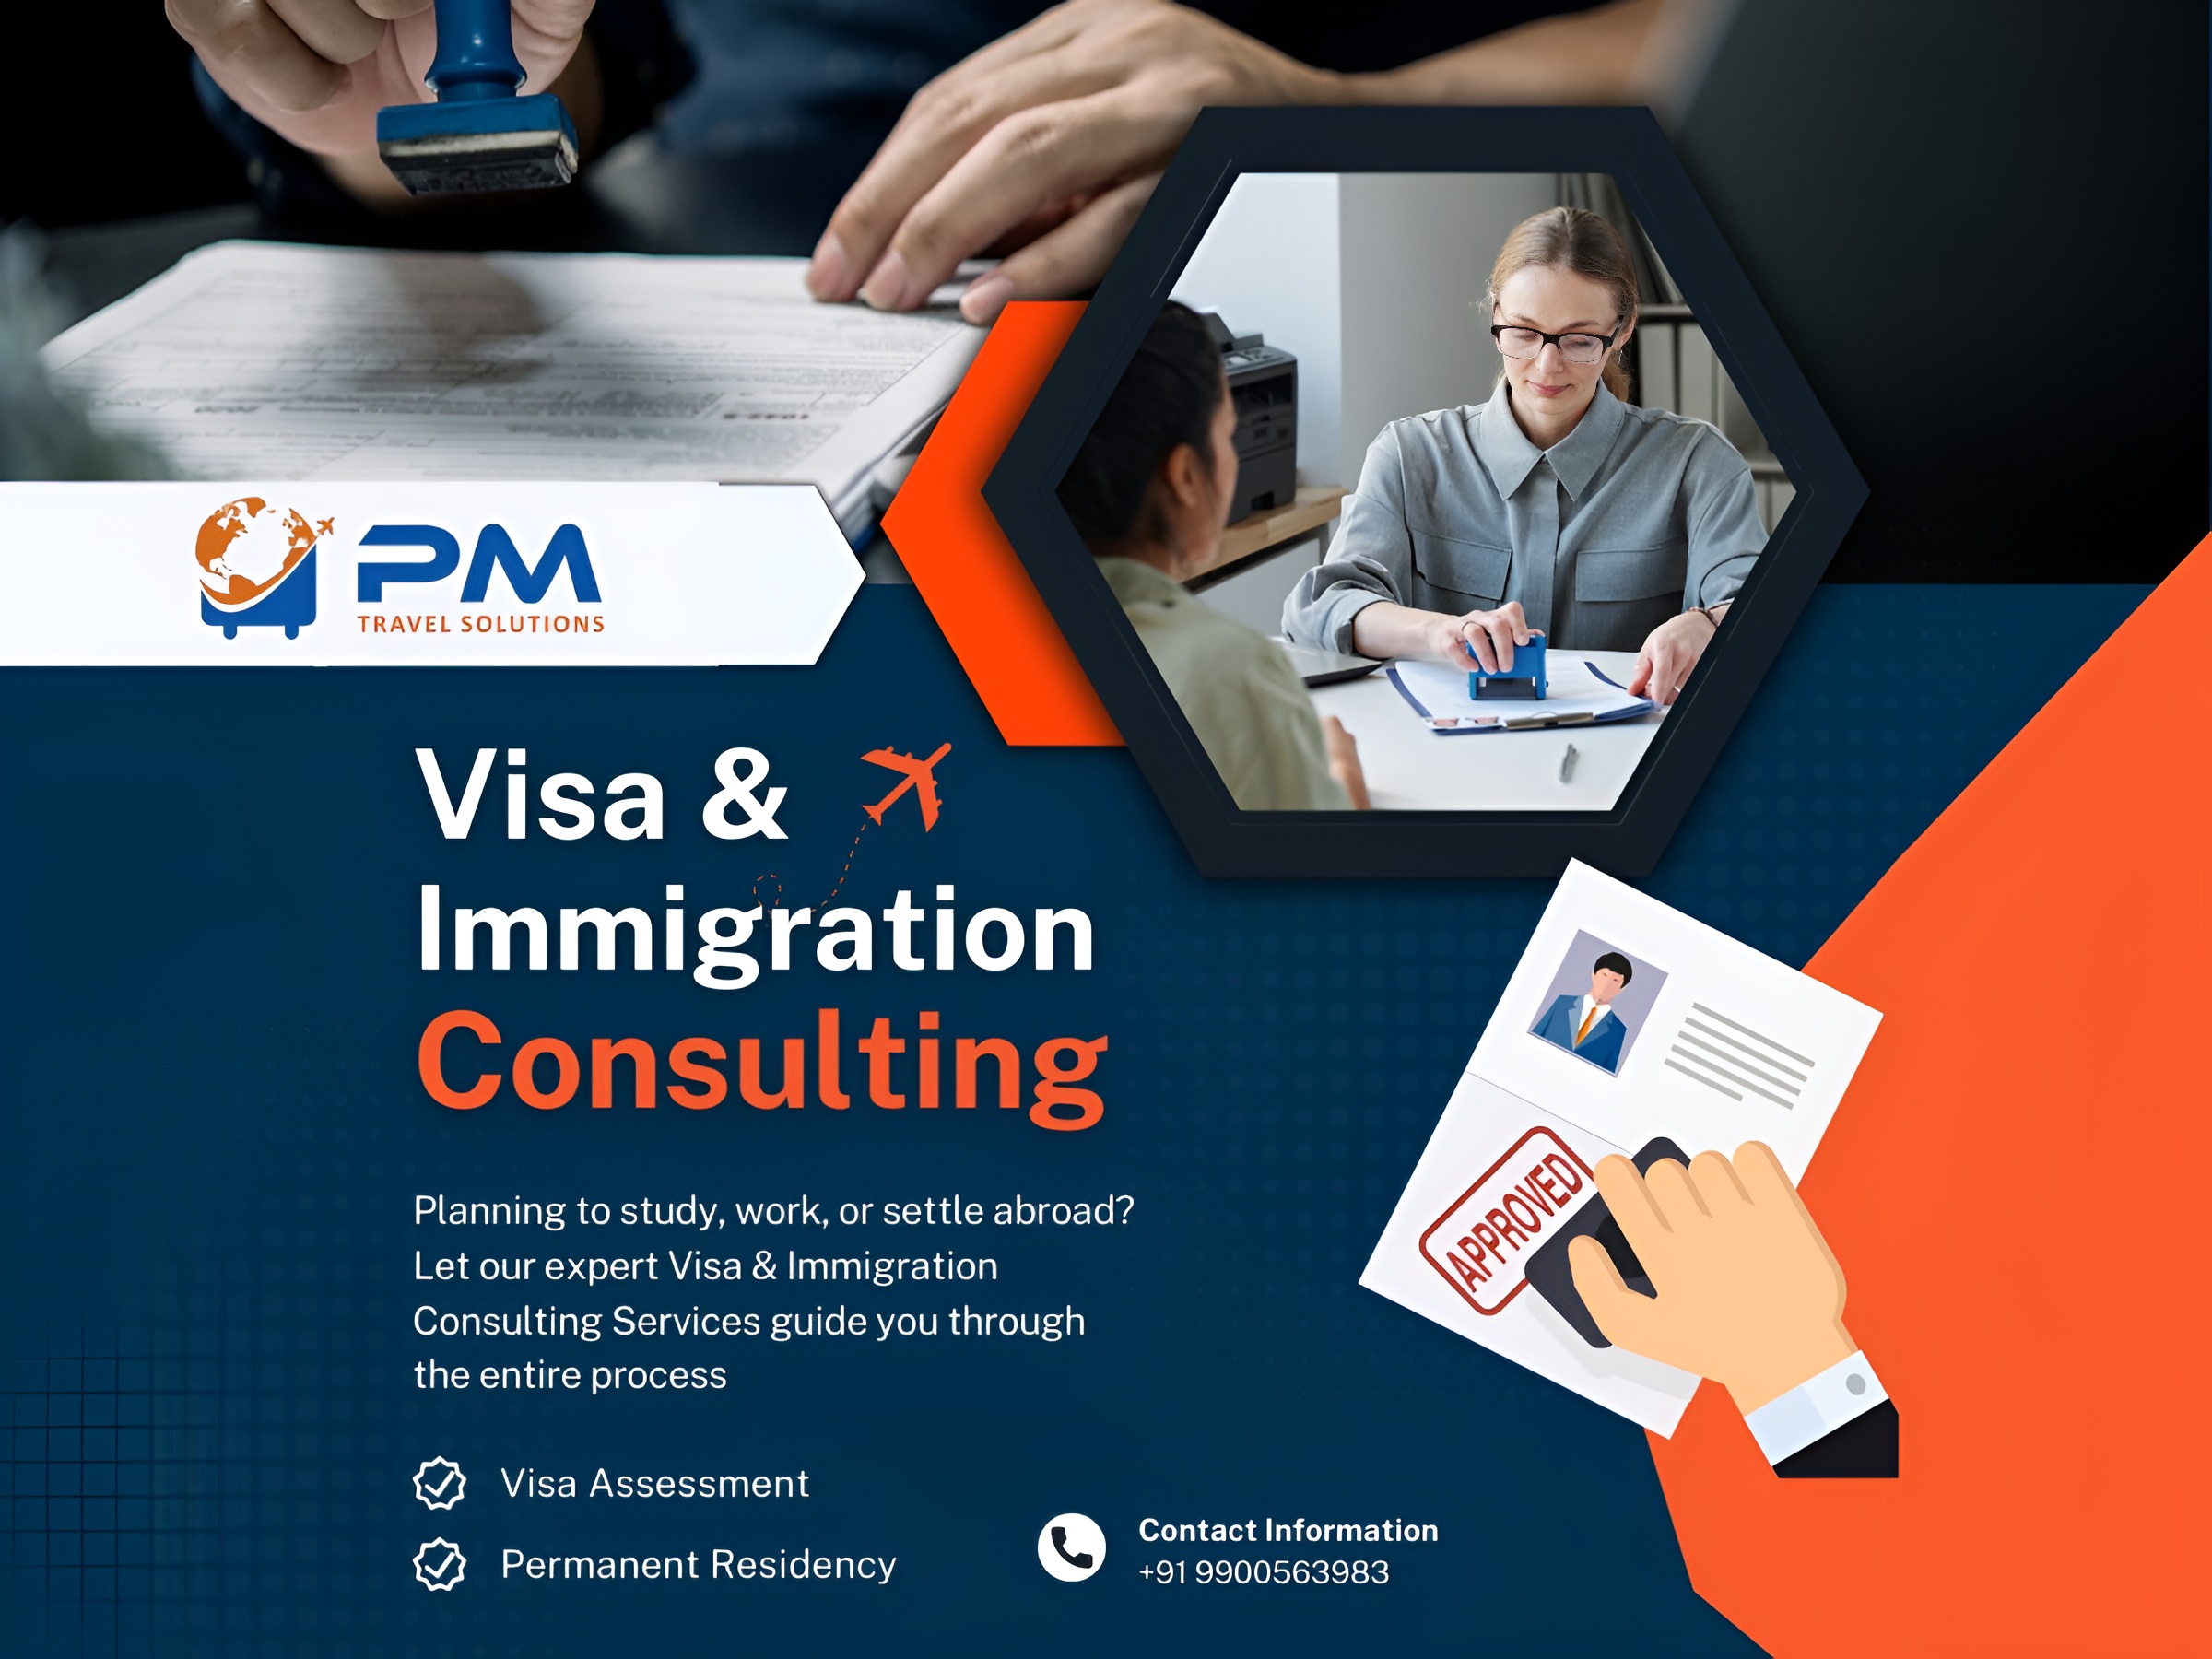 PM
TRAVEL SOLUTIONS
Visa &
Immigration
Consulting
Planning to study, work, or settle abroad?
Let our expert Visa & Immigration
Consulting Services guide you through
the entire process
APPROVED
Visa Assessment
Permanent Residency
Contact Information
+91 9900563983